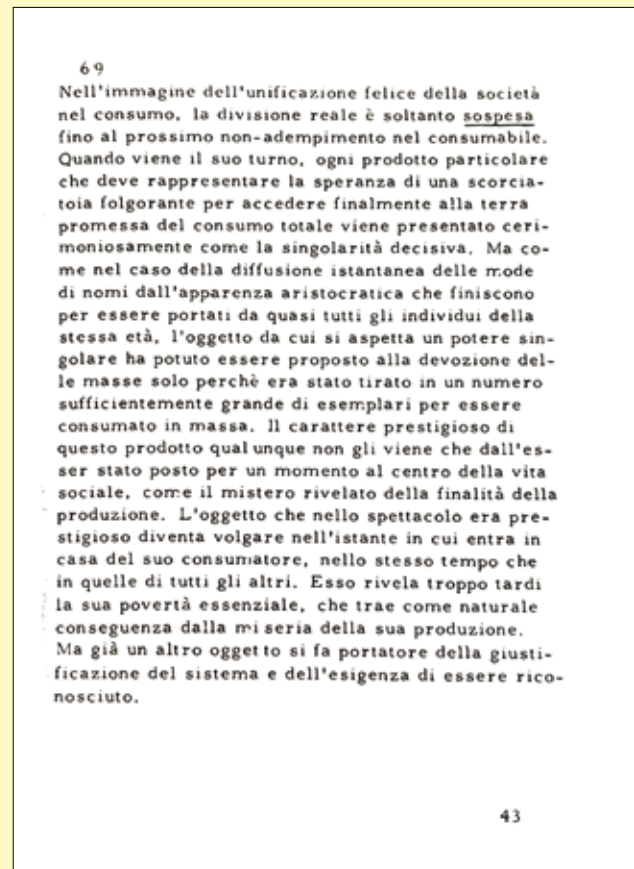 69
Nell'immagine dell'unificazione felice della società
nel consumo, la divisione reale è soltanto sospesa
fino al prossimo non-adempimento nel consumabile.
Quando viene il suo turno, ogni prodotto particolare
che deve rappresentare la speranza di una scorcia-
toia folgorante per accedere finalmente alla terra
promessa del consumo totale viene presentato ceri-
moniosamente come la singolarità decisiva. Ma co-
me nel caso della diffusione istantanea delle mode
di nomi dall'apparenza aristocratica che finiscono
per essere portati da quasi tutti gli individui della
stessa età, l'oggetto da cui si aspetta un potere sin-
golare ha potuto essere proposto alla devozione del-
le masse solo perchè era stato tirato in un numero
sufficientemente grande di esemplari per essere
consumato in massa. Il carattere prestigioso di
questo prodotto qual unque non gli viene che dall'es-
ser stato posto per un momento al centro della vita
sociale, come il mistero rivelato della finalità della
produzione. L'oggetto che nello spettacolo era pre-
stigioso diventa volgare nell'istante in cui entra in
casa del suo consumatore, nello stesso tempo che
in quelle di tutti gli altri. Esso rivela troppo tardi
la sua povertà essenziale, che trae come naturale
conseguenza dalla mi seria della sua produzione.
Ma già un altro oggetto si fa portatore della giusti-
ficazione del sistema e dell'esigenza di essere rico-
nosciuto.
43